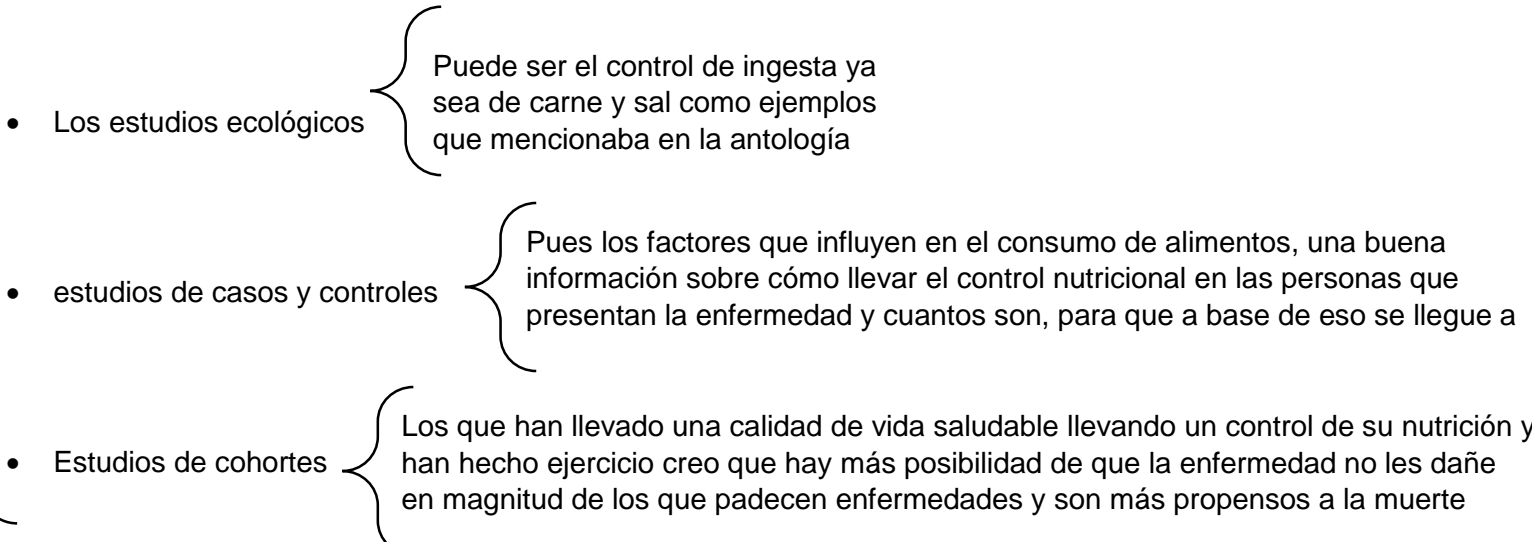 • Los estudios ecológicos
Puede ser el control de ingesta ya
sea de carne y sal como ejemplos
que mencionaba en la antología
• estudios de casos y controles
Pues los factores que influyen en el consumo de alimentos, una buena
información sobre cómo llevar el control nutricional en las personas que
presentan la enfermedad y cuantos son, para que a base de eso se llegue a
• Estudios de cohortes
Los que han llevado una calidad de vida saludable llevando un control de su nutrición y
han hecho ejercicio creo que hay más posibilidad de que la enfermedad no les dañe
en magnitud de los que padecen enfermedades y son más propensos a la muerte